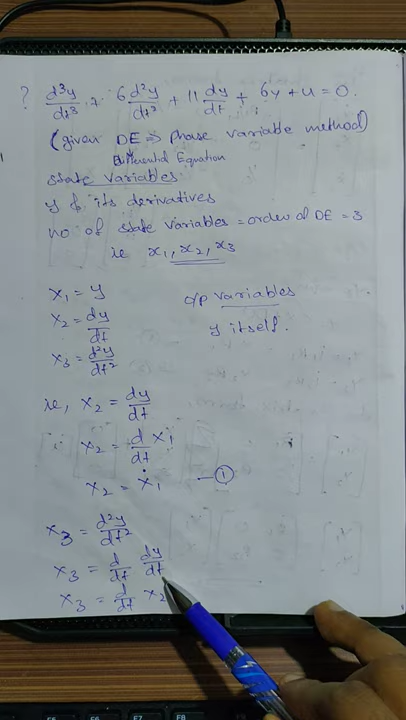 ? d³y/dt³ + 6 d²y/dt² + 11 dy/dt + 6y + u = 0.
(given DE ⇒ phase variable method)
Differential Equation
state variables
y & its derivatives
no of state variables = order of DE = 3
ie x₁, x₂, x₃
x₁ = y
o/p variables
x₂ = dy/dt
y itself.
x₃ = d²y/dt²
ie, x₂ = dy/dt
x₂ = d/dt x₁
x₂ = ẋ₁ —①
x₃ = d²y/dt²
x₃ = d/dt dy/dt
x₃ = d/dt x₂
F7
F8